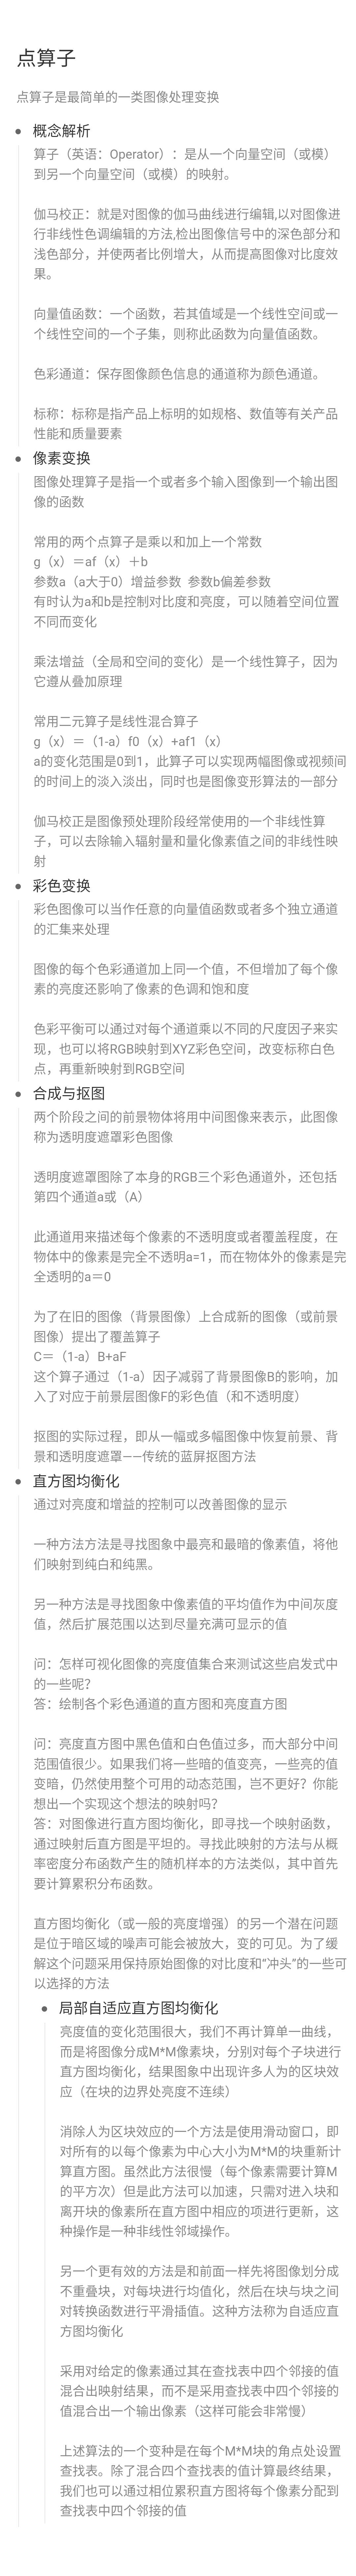 点算子
点算子是最简单的一类图像处理变换
概念解析
算子（英语：Operator）：是从一个向量空间（或模）
到另一个向量空间（或模）的映射。
伽马校正：就是对图像的伽马曲线进行编辑,以对图像进
行非线性色调编辑的方法,检出图像信号中的深色部分和
浅色部分，并使两者比例增大，从而提高图像对比度效
果。
向量值函数：一个函数，若其值域是一个线性空间或一
个线性空间的一个子集，则称此函数为向量值函数。
色彩通道：保存图像颜色信息的通道称为颜色通道。
标称：标称是指产品上标明的如规格、数值等有关产品
性能和质量要素
像素变换
图像处理算子是指一个或者多个输入图像到一个输出图
像的函数
常用的两个点算子是乘以和加上一个常数
g（x）＝af（x）＋b
参数a（a大于0）增益参数 参数b偏差参数
有时认为a和b是控制对比度和亮度，可以随着空间位置
不同而变化
乘法增益（全局和空间的变化）是一个线性算子，因为
它遵从叠加原理
常用二元算子是线性混合算子
g（x）＝（1-a）f0（x）+af1（x）
a的变化范围是0到1，此算子可以实现两幅图像或视频间
的时间上的淡入淡出，同时也是图像变形算法的一部分
伽马校正是图像预处理阶段经常使用的一个非线性算
子，可以去除输入辐射量和量化像素值之间的非线性映
射
彩色变换
彩色图像可以当作任意的向量值函数或者多个独立通道
的汇集来处理
图像的每个色彩通道加上同一个值，不但增加了每个像
素的亮度还影响了像素的色调和饱和度
色彩平衡可以通过对每个通道乘以不同的尺度因子来实
现，也可以将RGB映射到XYZ彩色空间，改变标称白色
点，再重新映射到RGB空间
合成与抠图
两个阶段之间的前景物体将用中间图像来表示，此图像
称为透明度遮罩彩色图像
透明度遮罩图除了本身的RGB三个彩色通道外，还包括
第四个通道a或（A）
此通道用来描述每个像素的不透明度或者覆盖程度，在
物体中的像素是完全不透明a=1，而在物体外的像素是完
全透明的a＝0
为了在旧的图像（背景图像）上合成新的图像（或前景
图像）提出了覆盖算子
C＝（1-a）B+aF
这个算子通过（1-a）因子减弱了背景图像B的影响，加
入了对应于前景层图像F的彩色值（和不透明度）
抠图的实际过程，即从一幅或多幅图像中恢复前景、背
景和透明度遮罩——传统的蓝屏抠图方法
直方图均衡化
通过对亮度和增益的控制可以改善图像的显示
一种方法方法是寻找图象中最亮和最暗的像素值，将他
们映射到纯白和纯黑。
另一种方法是寻找图象中像素值的平均值作为中间灰度
值，然后扩展范围以达到尽量充满可显示的值
问：怎样可视化图像的亮度值集合来测试这些启发式中
的一些呢？
答：绘制各个彩色通道的直方图和亮度直方图
问：亮度直方图中黑色值和白色值过多，而大部分中间
范围值很少。如果我们将一些暗的值变亮，一些亮的值
变暗，仍然使用整个可用的动态范围，岂不更好？你能
想出一个实现这个想法的映射吗？
答：对图像进行直方图均衡化，即寻找一个映射函数，
通过映射后直方图是平坦的。寻找此映射的方法与从概
率密度分布函数产生的随机样本的方法类似，其中首先
要计算累积分布函数。
直方图均衡化（或一般的亮度增强）的另一个潜在问题
是位于暗区域的噪声可能会被放大，变的可见。为了缓
解这个问题采用保持原始图像的对比度和“冲头”的一些可
以选择的方法
局部自适应直方图均衡化
亮度值的变化范围很大，我们不再计算单一曲线，
而是将图像分成M*M像素块，分别对每个子块进行
直方图均衡化，结果图象中出现许多人为的区块效
应（在块的边界处亮度不连续）
消除人为区块效应的一个方法是使用滑动窗口，即
对所有的以每个像素为中心大小为M*M的块重新计
算直方图。虽然此方法很慢（每个像素需要计算M
的平方次）但是此方法可以加速，只需对进入块和
离开块的像素所在直方图中相应的项进行更新，这
种操作是一种非线性邻域操作。
另一个更有效的方法是和前面一样先将图像划分成
不重叠块，对每块进行均值化，然后在块与块之间
对转换函数进行平滑插值。这种方法称为自适应直
方图均衡化
采用对给定的像素通过其在查找表中四个邻接的值
混合出映射结果，而不是采用查找表中四个邻接的
值混合出一个输出像素（这样可能会非常慢）
上述算法的一个变种是在每个M*M块的角点处设置
查找表。除了混合四个查找表的值计算最终结果，
我们也可以通过相位累积直方图将每个像素分配到
查找表中四个邻接的值